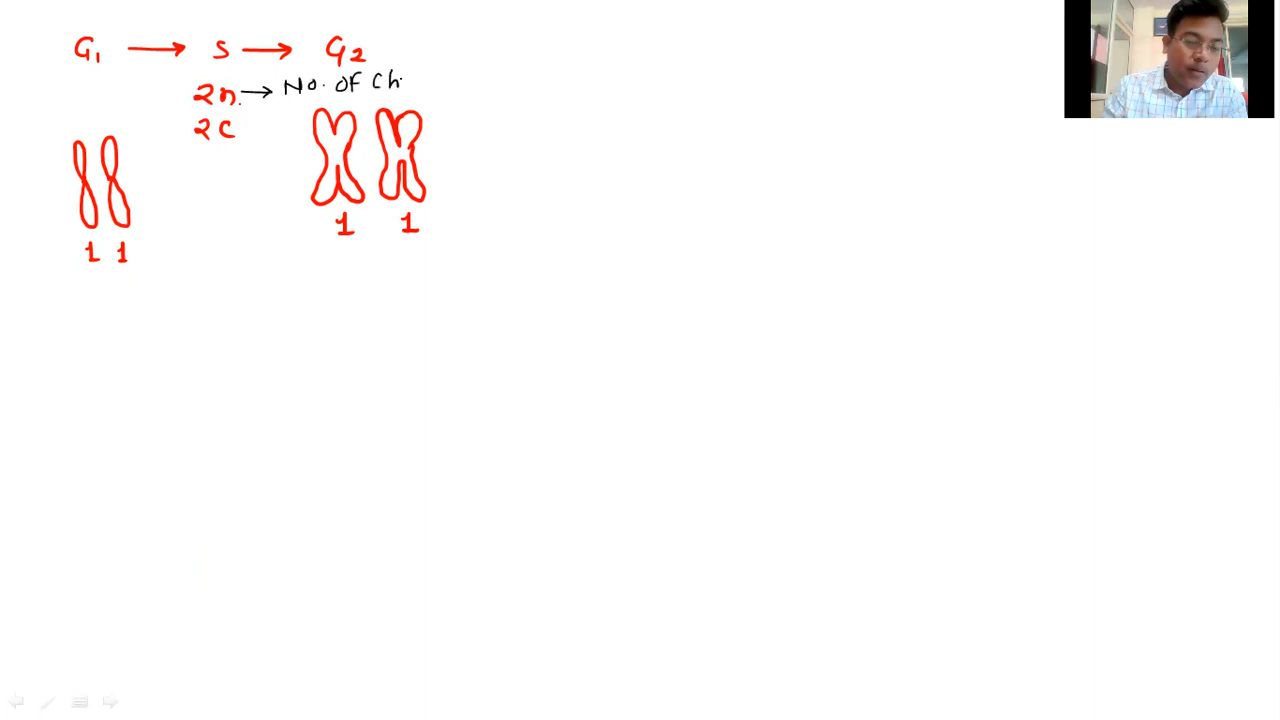 G₁ → S → G₂
2n. → No. OF Ch.
2C
1 1
1 1